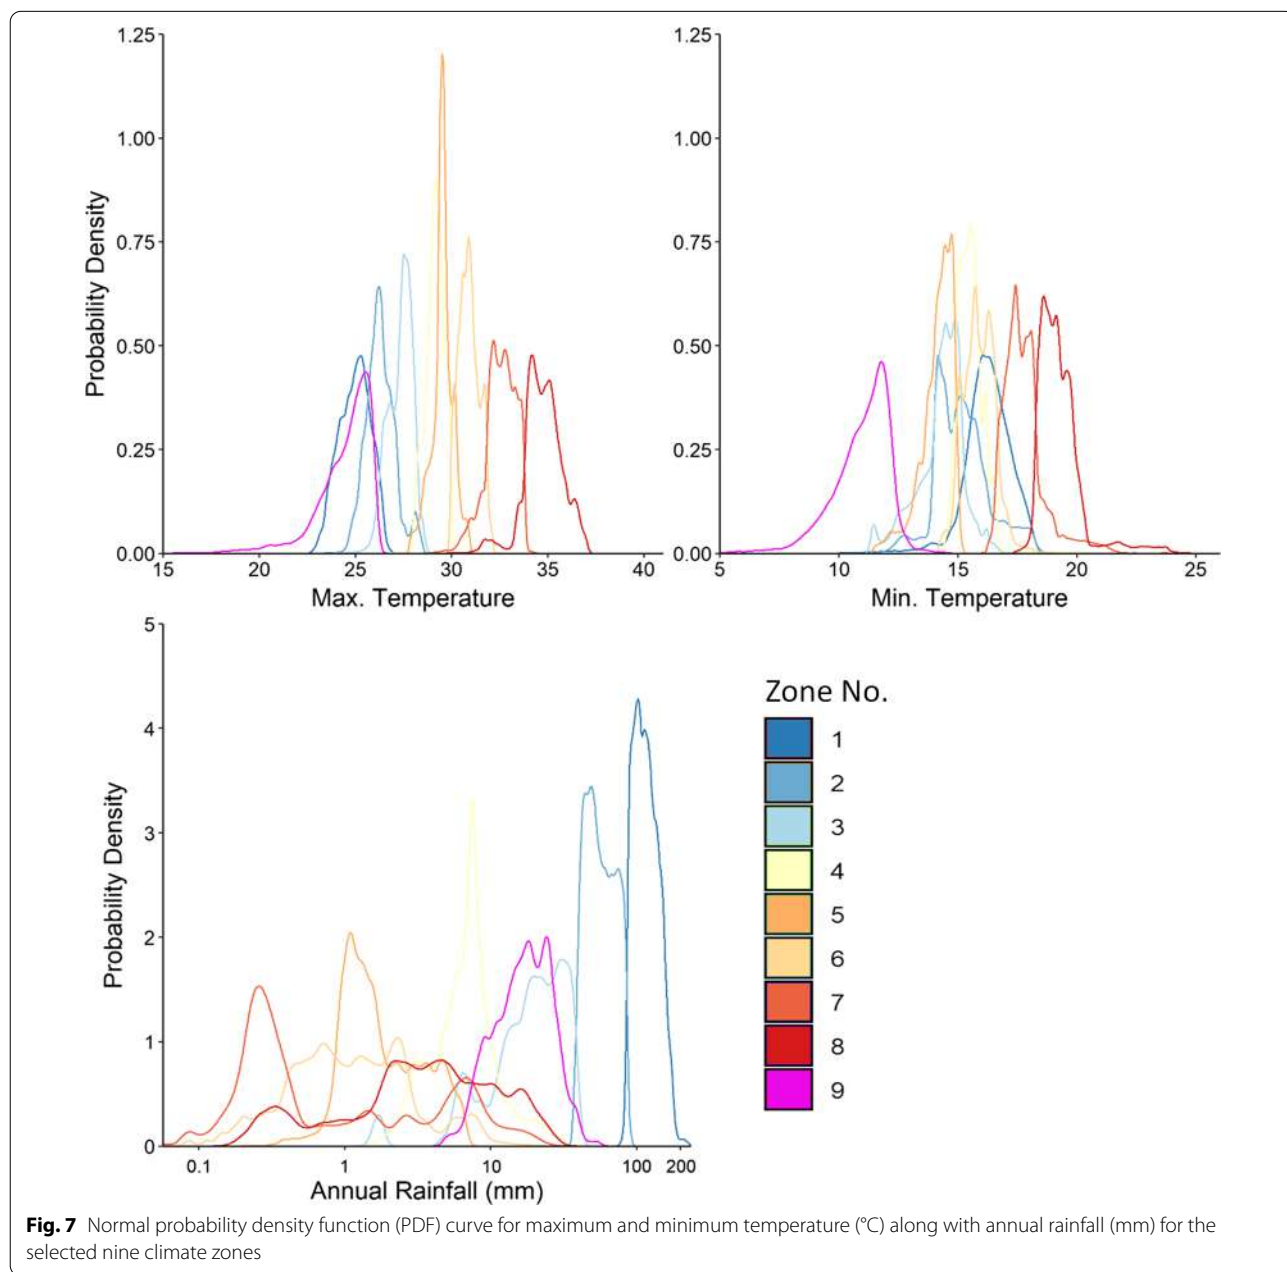 1.25
1.00
0.75
0.50
0.25
0.00
Probability Density
15 20 25 30 35 40
Max. Temperature
1.25
1.00
0.75
0.50
0.25
0.00
5 10 15 20 25
Min. Temperature
5
4
3
2
1
0
Probability Density
0.1 1 10 100 200
Annual Rainfall (mm)
Zone No.
1
2
3
4
5
6
7
8
9
Fig. 7 Normal probability density function (PDF) curve for maximum and minimum temperature (°C) along with annual rainfall (mm) for the
selected nine climate zones